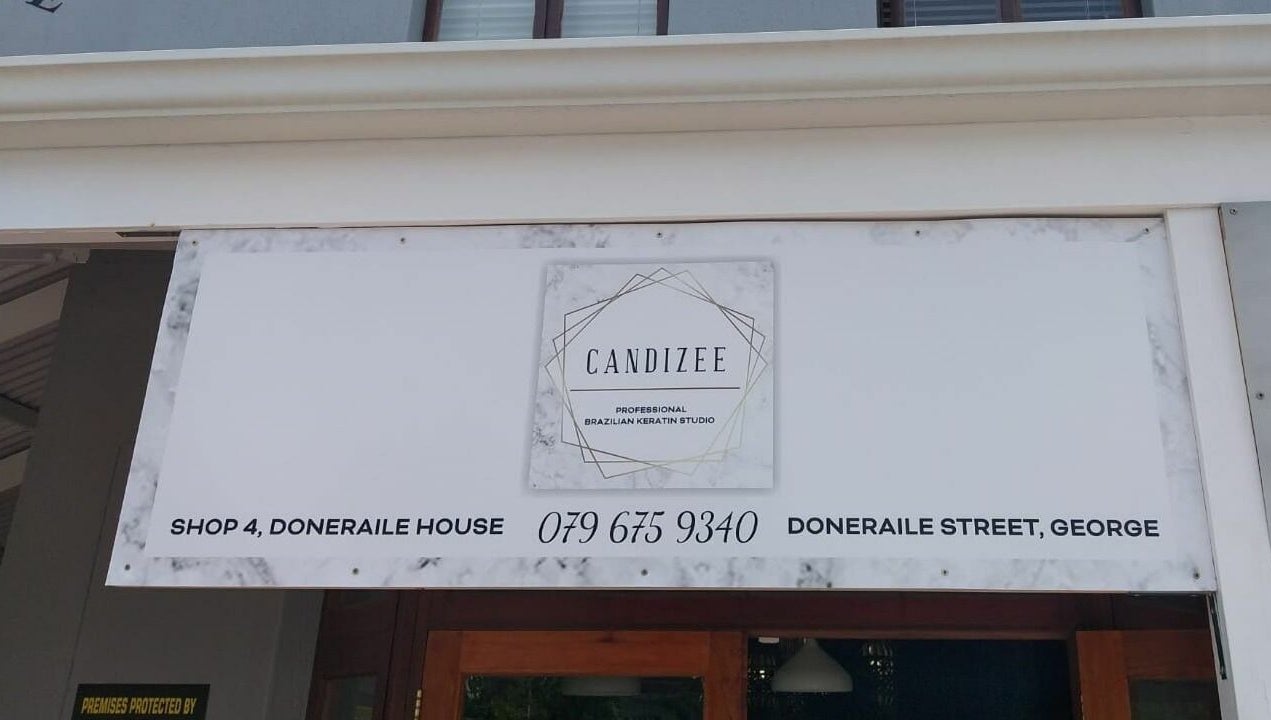 CANDIZEE
PROFESSIONAL
BRAZILIAN KERATIN STUDIO
SHOP 4, DONERAILE HOUSE 079 675 9340 DONERAILE STREET, GEORGE
PREMISES PROTECTED BY